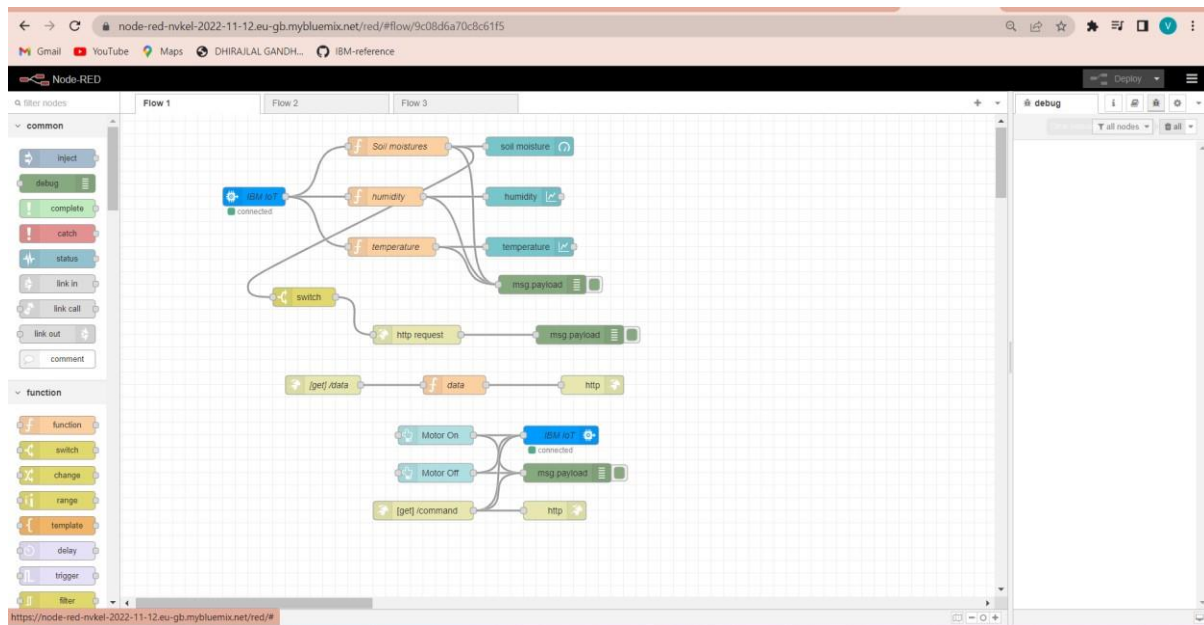 node-red-nvkel-2022-11-12.eu-gb.mybluemix.net/red/#flow/9c08d6a70c8c61f5
V
Gmail YouTube Maps DHIRAJLAL GANDH... IBM-reference
Node-RED Deploy
filter nodes Flow 1 Flow 2 Flow 3 debug
common
all nodes all
inject
debug
complete
catch
status
link in
link call
link out
comment
function
function
switch
change
range
template
delay
trigger
filter
Soil moistures soil moisture
IBM IoT humidity humidity
connected
temperature temperature
msg.payload
switch
http request msg.payload
[get] /data data http
Motor On IBM IoT
connected
Motor Off msg.payload
[get] /command http
https://node-red-nvkel-2022-11-12.eu-gb.mybluemix.net/red/#